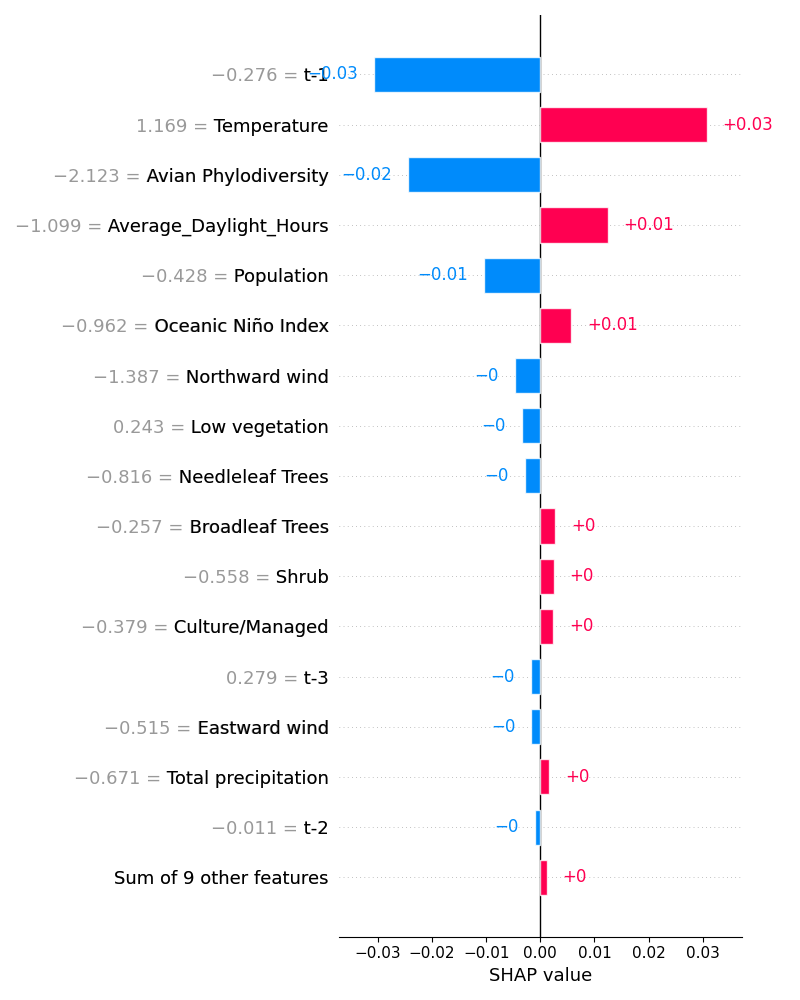 −0.276 = t-1 −0.03
1.169 = Temperature +0.03
−2.123 = Avian Phylodiversity −0.02
−1.099 = Average_Daylight_Hours +0.01
−0.428 = Population −0.01
−0.962 = Oceanic Niño Index +0.01
−1.387 = Northward wind −0
0.243 = Low vegetation −0
−0.816 = Needleleaf Trees −0
−0.257 = Broadleaf Trees +0
−0.558 = Shrub +0
−0.379 = Culture/Managed +0
0.279 = t-3 −0
−0.515 = Eastward wind −0
−0.671 = Total precipitation +0
−0.011 = t-2 −0
Sum of 9 other features +0
−0.03 −0.02 −0.01 0.00 0.01 0.02 0.03
SHAP value